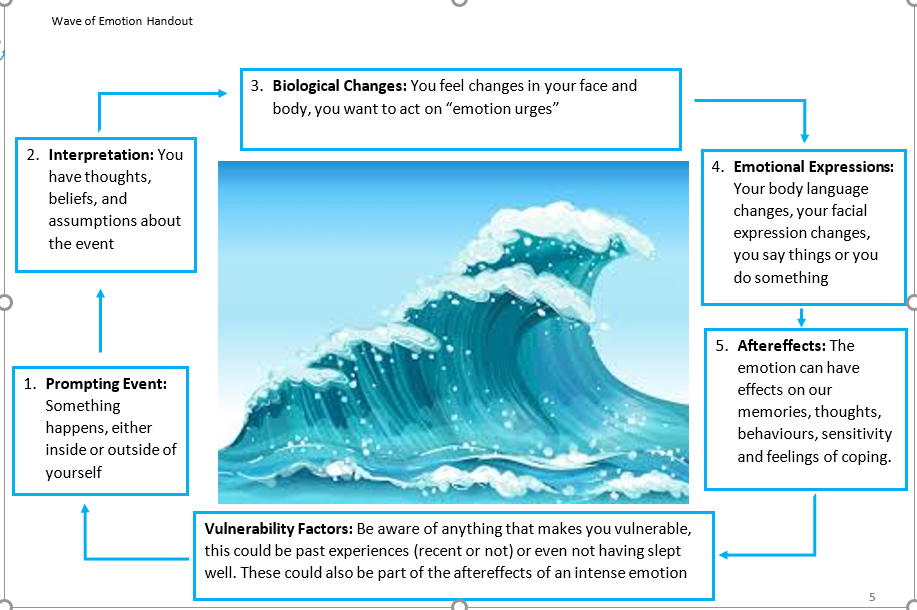 Wave of Emotion Handout
3. Biological Changes: You feel changes in your face and
body, you want to act on “emotion urges”
2. Interpretation: You
have thoughts,
beliefs, and
assumptions about
the event
4. Emotional Expressions:
Your body language
changes, your facial
expression changes,
you say things or you
do something
1. Prompting Event:
Something
happens, either
inside or outside of
yourself
5. Aftereffects: The
emotion can have
effects on our
memories, thoughts,
behaviours, sensitivity
and feelings of coping.
Vulnerability Factors: Be aware of anything that makes you vulnerable,
this could be past experiences (recent or not) or even not having slept
well. These could also be part of the aftereffects of an intense emotion
5